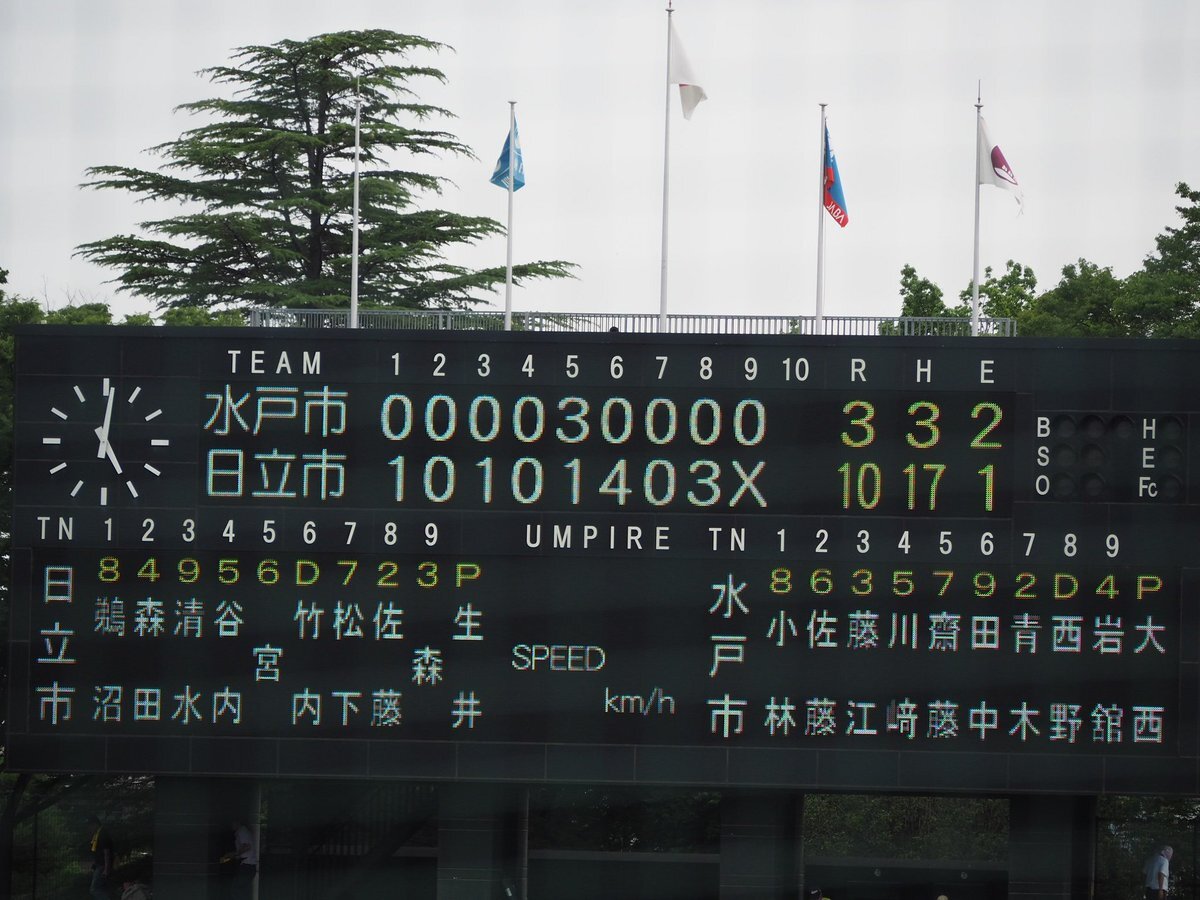 TEAM 1 2 3 4 5 6 7 8 9 10 R H E
水戸市 0 0 0 0 3 0 0 0 0 3 3 2
日立市 1 0 1 0 1 4 0 3 X 10 17 1
B H
S E
O Fc
TN 1 2 3 4 5 6 7 8 9 UMPIRE TN 1 2 3 4 5 6 7 8 9
日立市
8 4 9 5 6 D 7 2 3 P
鵜沼
森田
清水
谷内
宮
竹内
松下
佐藤
森
生井
SPEED
km/h
水戸市
8 6 3 5 7 9 2 D 4 P
小林
佐藤
藤江
川﨑
齋藤
田中
青木
西野
岩舘
大西
JABA